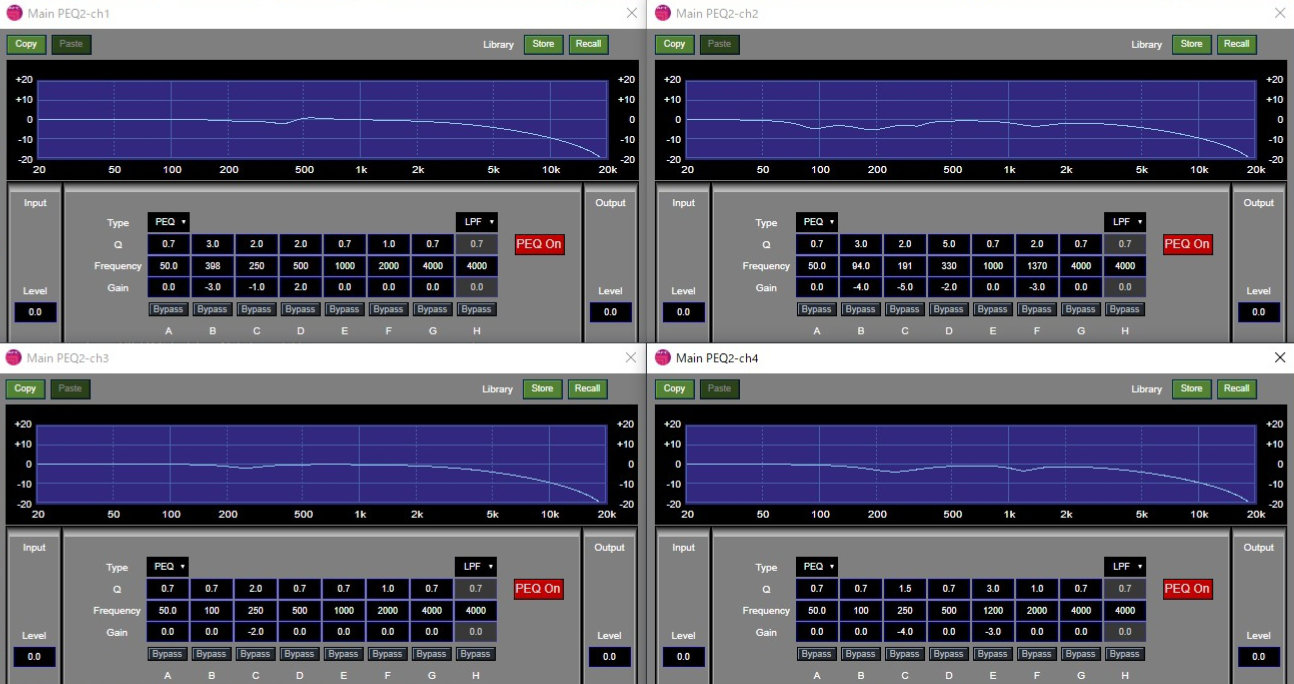 Main PEQ2-ch1
Copy Paste Library Store Recall
+20 +20
+10 +10
0 0
-10 -10
-20 -20
20 50 100 200 500 1k 2k 5k 10k 20k
Input Output
Type PEQ LPF
Q 0.7 3.0 2.0 2.0 0.7 1.0 0.7 0.7 PEQ On
Frequency 50.0 398 250 500 1000 2000 4000 4000
Level Gain 0.0 -3.0 -1.0 2.0 0.0 0.0 0.0 0.0 Level
0.0 Bypass Bypass Bypass Bypass Bypass Bypass Bypass Bypass 0.0
A B C D E F G H
Main PEQ2-ch2
Copy Paste Library Store Recall
+20 +20
+10 +10
0 0
-10 -10
-20 -20
20 50 100 200 500 1k 2k 5k 10k 20k
Input Output
Type PEQ LPF
Q 0.7 3.0 2.0 5.0 0.7 2.0 0.7 0.7 PEQ On
Frequency 50.0 94.0 191 330 1000 1370 4000 4000
Level Gain 0.0 -4.0 -5.0 -2.0 0.0 -3.0 0.0 0.0 Level
0.0 Bypass Bypass Bypass Bypass Bypass Bypass Bypass Bypass 0.0
A B C D E F G H
Main PEQ2-ch3
Copy Paste Library Store Recall
+20 +20
+10 +10
0 0
-10 -10
-20 -20
20 50 100 200 500 1k 2k 5k 10k 20k
Input Output
Type PEQ LPF
Q 0.7 0.7 2.0 0.7 0.7 1.0 0.7 0.7 PEQ On
Frequency 50.0 100 250 500 1000 2000 4000 4000
Level Gain 0.0 0.0 -2.0 0.0 0.0 0.0 0.0 0.0 Level
0.0 Bypass Bypass Bypass Bypass Bypass Bypass Bypass Bypass 0.0
A B C D E F G H
Main PEQ2-ch4
Copy Paste Library Store Recall
+20 +20
+10 +10
0 0
-10 -10
-20 -20
20 50 100 200 500 1k 2k 5k 10k 20k
Input Output
Type PEQ LPF
Q 0.7 0.7 1.5 0.7 3.0 1.0 0.7 0.7 PEQ On
Frequency 50.0 100 250 500 1200 2000 4000 4000
Level Gain 0.0 0.0 -4.0 0.0 -3.0 0.0 0.0 0.0 Level
0.0 Bypass Bypass Bypass Bypass Bypass Bypass Bypass Bypass 0.0
A B C D E F G H